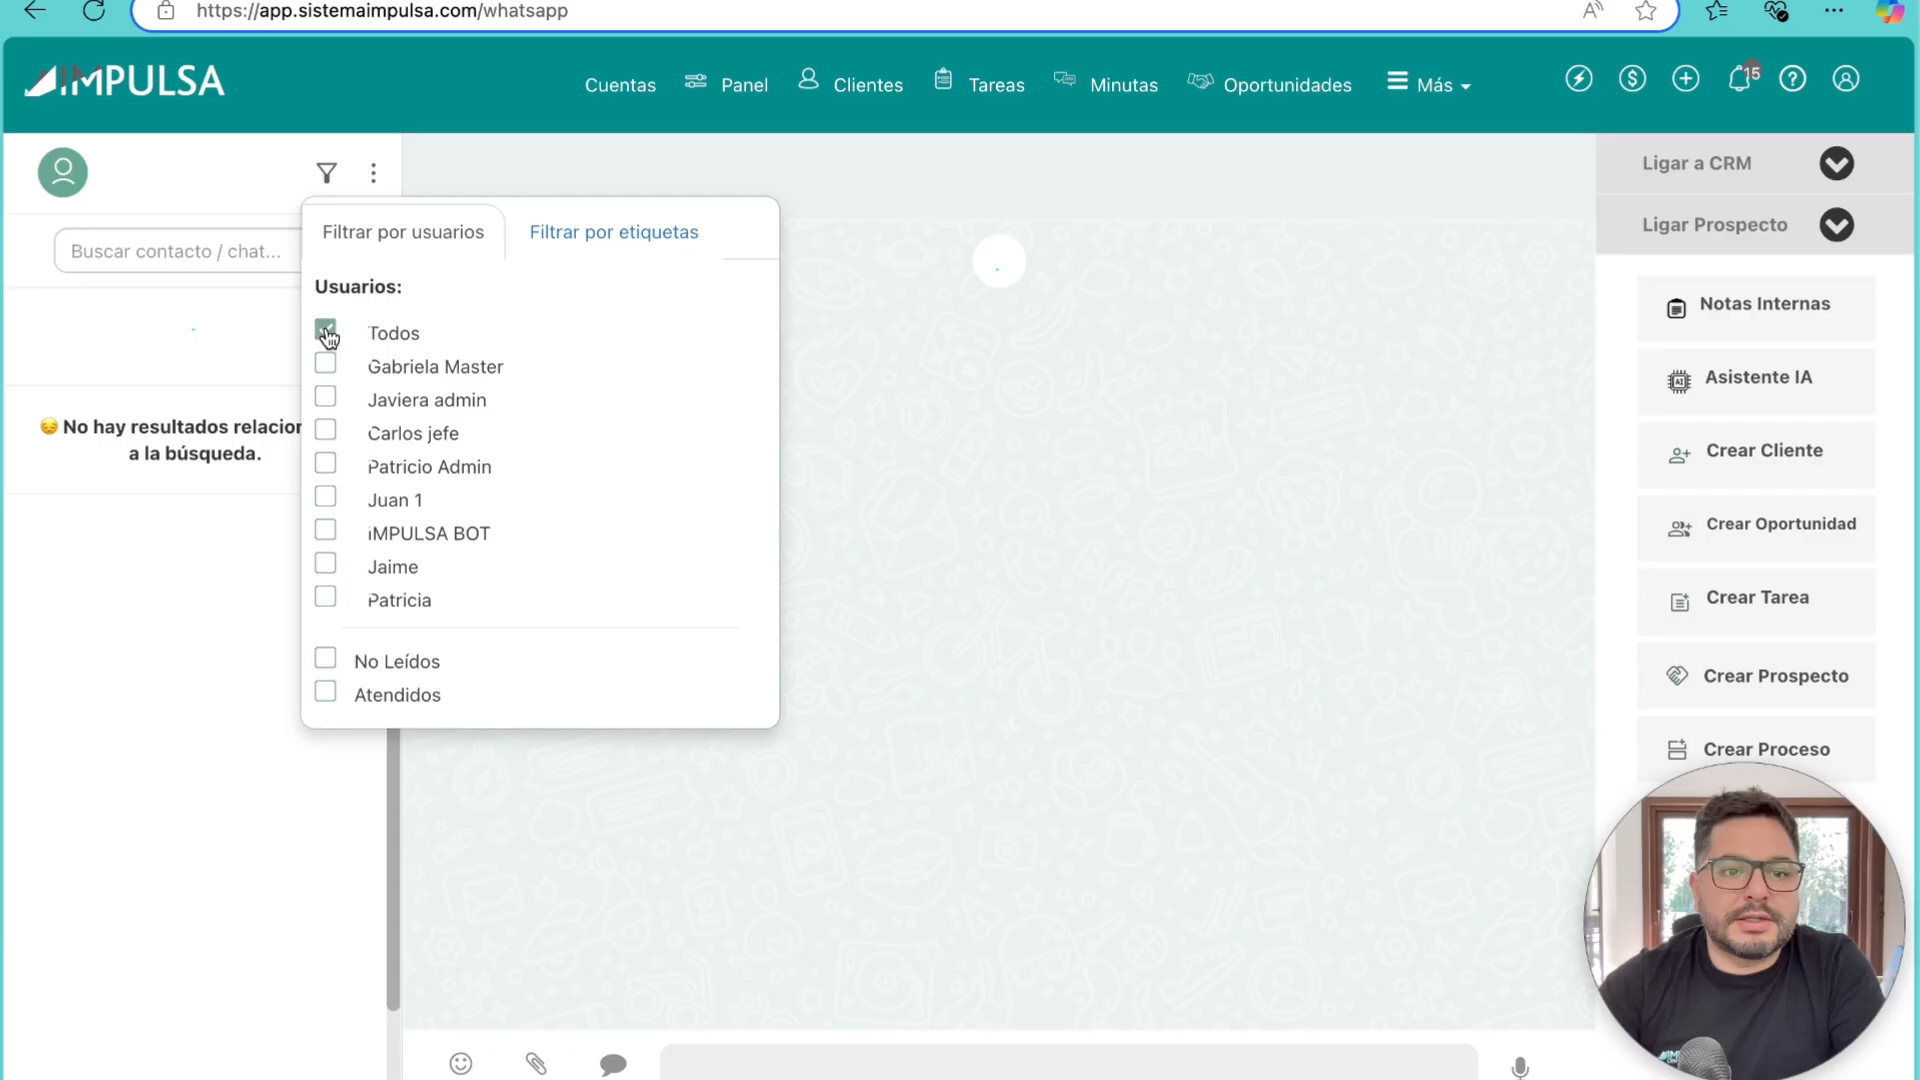 https://app.sistemaimpulsa.com/whatsapp
IMPULSA
Cuentas
Panel
Clientes
Tareas
Minutas
Oportunidades
Más
15
Filtrar por usuarios
Filtrar por etiquetas
Buscar contacto / chat...
Usuarios:
Todos
Gabriela Master
Javiera admin
Carlos jefe
Patricio Admin
Juan 1
iMPULSA BOT
Jaime
Patricia
No Leídos
Atendidos
No hay resultados relacion
a la búsqueda.
Ligar a CRM
Ligar Prospecto
Notas Internas
Asistente IA
Crear Cliente
Crear Oportunidad
Crear Tarea
Crear Prospecto
Crear Proceso